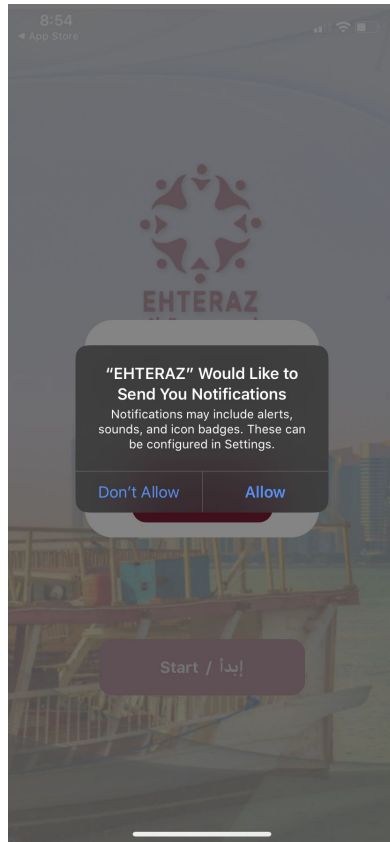 8:54
◀ App Store
EHTERAZ
"EHTERAZ" Would Like to
Send You Notifications
Notifications may include alerts,
sounds, and icon badges. These can
be configured in Settings.
Don't Allow
Allow
Start / إبدأ